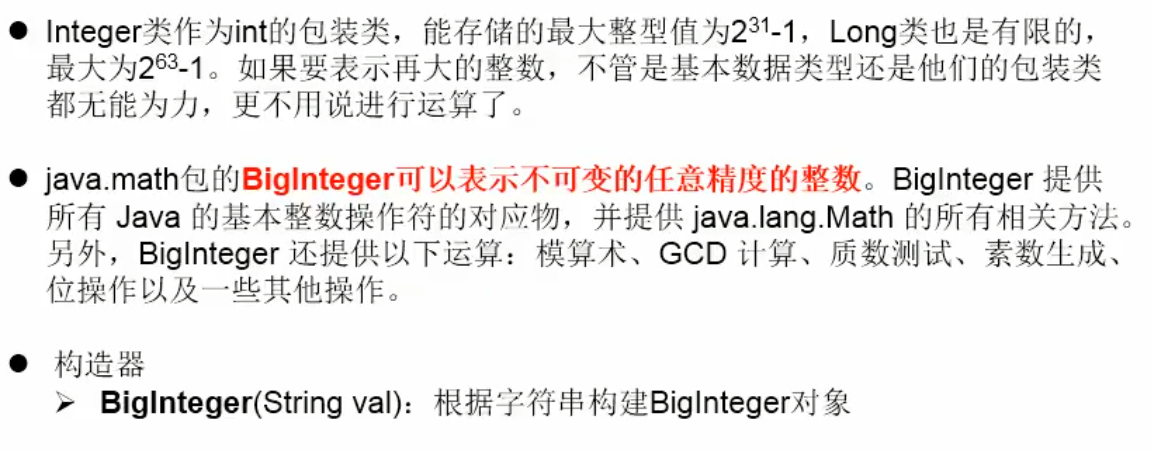 ● Integer类作为int的包装类，能存储的最大整型值为2³¹-1，Long类也是有限的，
最大为2⁶³-1。如果要表示再大的整数，不管是基本数据类型还是他们的包装类
都无能为力，更不用说进行运算了。
● java.math包的BigInteger可以表示不可变的任意精度的整数。BigInteger 提供
所有 Java 的基本整数操作符的对应物，并提供 java.lang.Math 的所有相关方法。
另外，BigInteger 还提供以下运算：模算术、GCD 计算、质数测试、素数生成、
位操作以及一些其他操作。
● 构造器
➢ BigInteger(String val)：根据字符串构建BigInteger对象